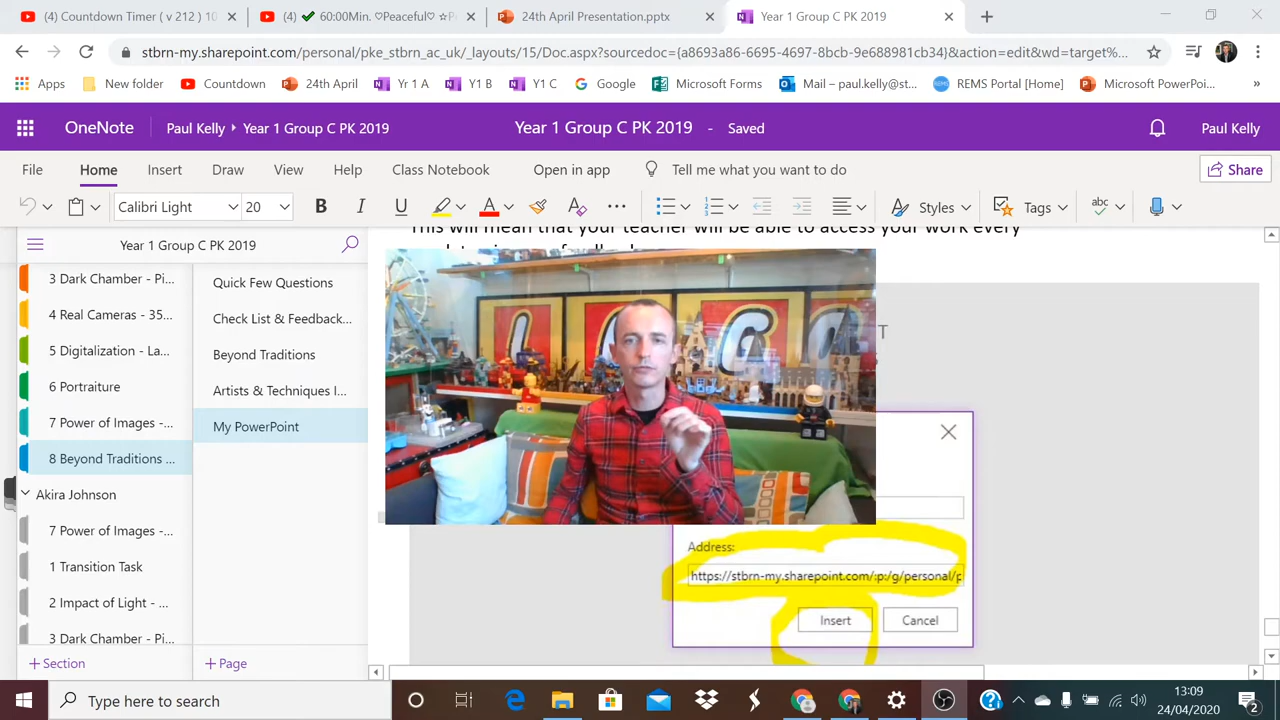 (4) Countdown Timer ( v 212 ) 10
(4) ✔ 60:00Min. ♡Peaceful♡ ☆P
24th April Presentation.pptx
Year 1 Group C PK 2019
stbrn-my.sharepoint.com/personal/pke_stbrn_ac_uk/_layouts/15/Doc.aspx?sourcedoc={a8693a86-6695-4697-8bcb-9e688981cb34}&action=edit&wd=target%...
Apps New folder Countdown 24th April Yr 1 A Y1 B Y1 C Google Microsoft Forms Mail – paul.kelly@st... REMS Portal [Home] Microsoft PowerPoi... »
OneNote Paul Kelly Year 1 Group C PK 2019 Year 1 Group C PK 2019 - Saved Paul Kelly
File Home Insert Draw View Help Class Notebook Open in app Tell me what you want to do Share
Calibri Light 20 B I U A A ... Styles Tags abc
This will mean that your teacher will be able to access your work every
Year 1 Group C PK 2019
3 Dark Chamber - Pi...
4 Real Cameras - 35...
5 Digitalization - La...
6 Portraiture
7 Power of Images -...
8 Beyond Traditions ...
Akira Johnson
7 Power of Images -...
1 Transition Task
2 Impact of Light - ...
3 Dark Chamber - Pi...
+ Section
Quick Few Questions
Check List & Feedback...
Beyond Traditions
Artists & Techniques I...
My PowerPoint
+ Page
LEGO
T
Address:
https://stbrn-my.sharepoint.com/:p:/g/personal/p
Insert Cancel
Type here to search
13:09
24/04/2020
2